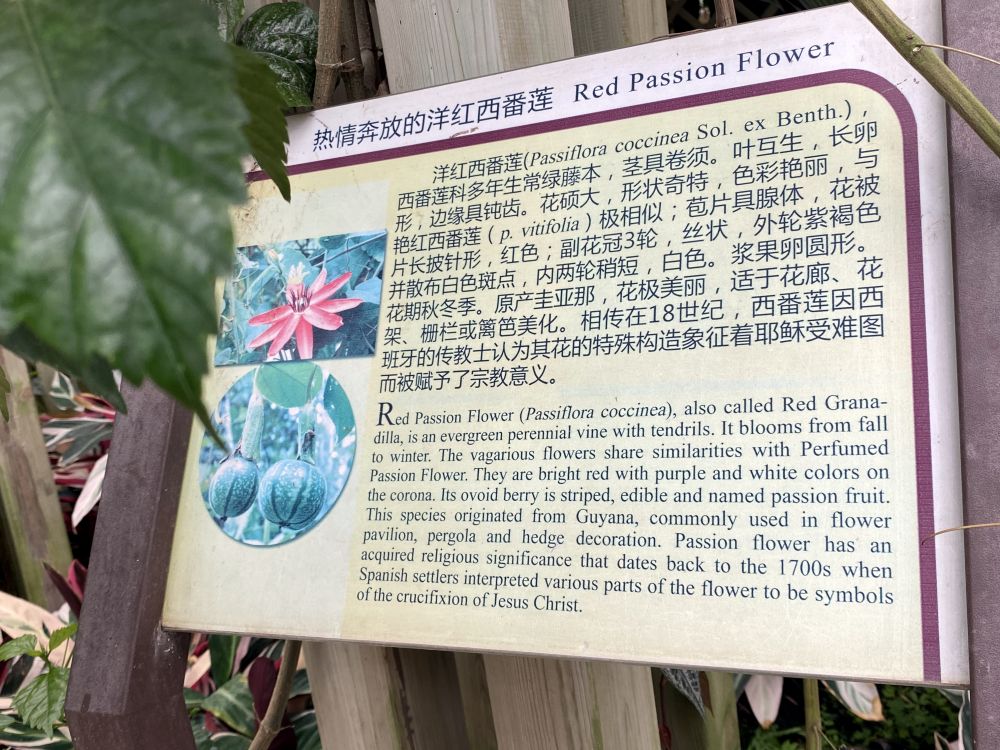 热情奔放的洋红西番莲 Red Passion Flower
洋红西番莲(Passiflora coccinea Sol. ex Benth.)，
西番莲科多年生常绿藤本，茎具卷须。叶互生，长卵
形，边缘具钝齿。花硕大，形状奇特，色彩艳丽，与
艳红西番莲（p. vitifolia）极相似；苞片具腺体，花被
片长披针形，红色；副花冠3轮，丝状，外轮紫褐色
并散布白色斑点，内两轮稍短，白色。浆果卵圆形。
花期秋冬季。原产圭亚那，花极美丽，适于花廊、花
架、栅栏或篱笆美化。相传在18世纪，西番莲因西
班牙的传教士认为其花的特殊构造象征着耶稣受难图
而被赋予了宗教意义。
Red Passion Flower (Passiflora coccinea), also called Red Grana-
dilla, is an evergreen perennial vine with tendrils. It blooms from fall
to winter. The vagarious flowers share similarities with Perfumed
Passion Flower. They are bright red with purple and white colors on
the corona. Its ovoid berry is striped, edible and named passion fruit.
This species originated from Guyana, commonly used in flower
pavilion, pergola and hedge decoration. Passion flower has an
acquired religious significance that dates back to the 1700s when
Spanish settlers interpreted various parts of the flower to be symbols
of the crucifixion of Jesus Christ.